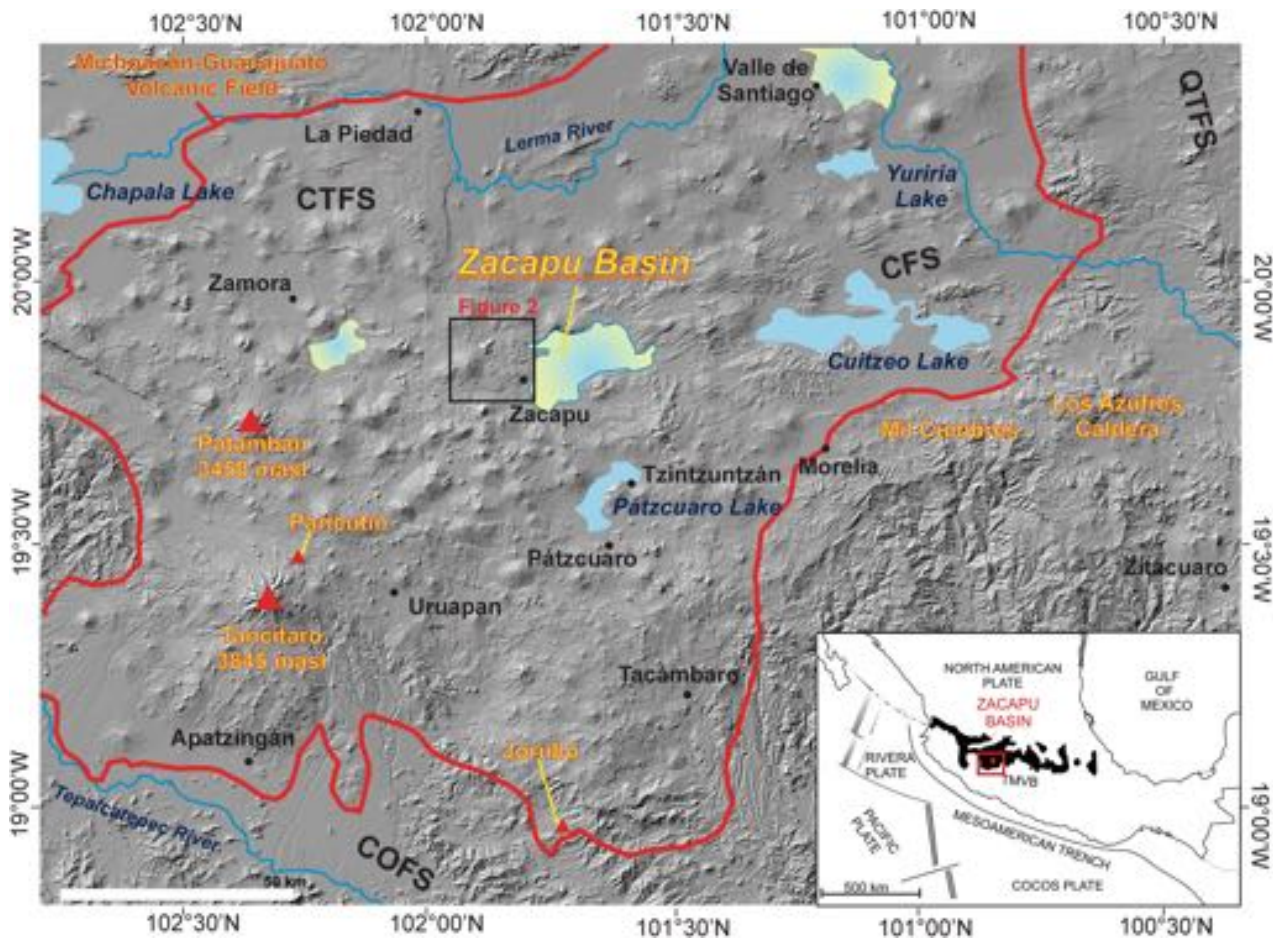 102°30'W 102°00'W 101°30'W 101°00'W 100°30'W
Michoacán-Guanajuato
Volcanic Field
Valle de
Santiago
QTFS
La Piedad
Lerma River
Chapala Lake
Yuriria
Lake
CTFS
Zacapu Basin
CFS
20°00'W
20°00'W
Zamora
Figure 2
Cuitzeo Lake
Zacapu
Mil Cumbres
Los Azufres
Caldera
Patamban
3450 masl
Tzintzuntzán
Morelia
Pátzcuaro Lake
Paricutin
19°30'W
19°30'W
Pátzcuaro
Zitácuaro
Uruapan
Tancítaro
3845 masl
Tacámbaro
Apatzingán
Jorullo
19°00'W
19°00'W
Tepalcatepec River
COFS
50 km
NORTH AMERICAN
PLATE
GULF
OF
MEXICO
ZACAPU
BASIN
RIVERA
PLATE
TMVB
PACIFIC
PLATE
MESOAMERICAN TRENCH
COCOS PLATE
500 km
102°30'W 102°00'W 101°30'W 101°00'W 100°30'W